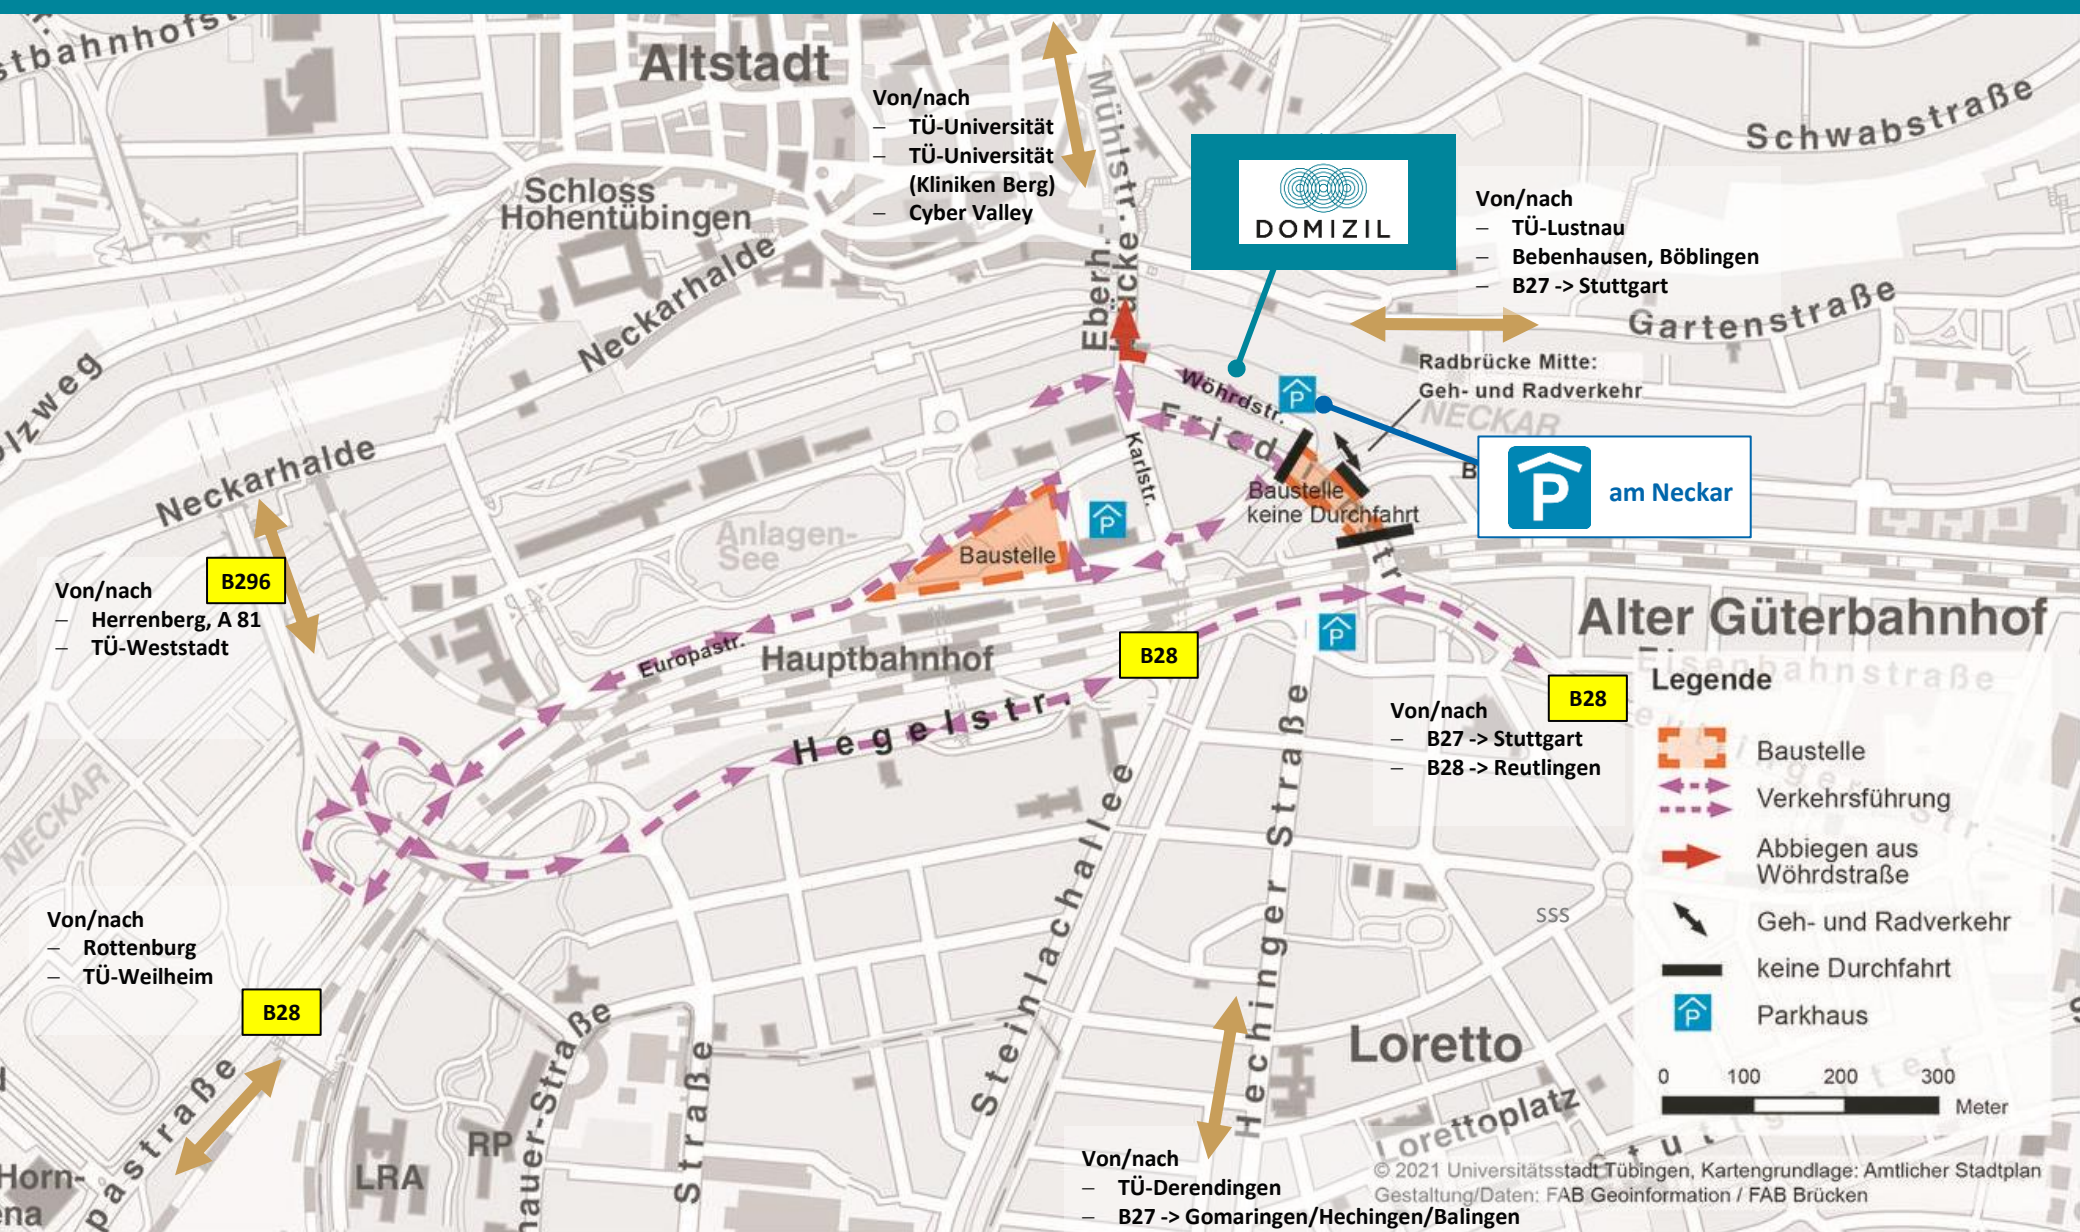 Altstadt
Mühlstr.
Schwabstraße
Von/nach
– TÜ-Universität
– TÜ-Universität
(Kliniken Berg)
– Cyber Valley
DOMIZIL
Von/nach
– TÜ-Lustnau
– Bebenhausen, Böblingen
– B27 -> Stuttgart
Schloss
Hohentübingen
Neckarhalde
Eberh.-
Gartenstraße
Radbrücke Mitte:
Geh- und Radverkehr
NECKAR
Wöhrdstr.
P
Karlstr.
P
am Neckar
Neckarhalde
Anlagen-
See
Baustelle
P
Baustelle
keine Durchfahrt
B296
Von/nach
– Herrenberg, A 81
– TÜ-Weststadt
Europastr.
Hauptbahnhof
B28
P
Alter Güterbahnhof
Eisenbahnstraße
Hegelstr.
B28
Von/nach
– B27 -> Stuttgart
– B28 -> Reutlingen
Legende
Baustelle
Verkehrsführung
Abbiegen aus
Wöhrdstraße
Geh- und Radverkehr
keine Durchfahrt
P
Parkhaus
0 100 200 300
Meter
NECKAR
Steinlachallee
Hechinger Straße
SSS
Von/nach
– Rottenburg
– TÜ-Weilheim
B28
Straße
Loretto
Lorettoplatz
RP
LRA
Von/nach
– TÜ-Derendingen
– B27 -> Gomaringen/Hechingen/Balingen
© 2021 Universitätsstadt Tübingen, Kartengrundlage: Amtlicher Stadtplan
Gestaltung/Daten: FAB Geoinformation / FAB Brücken